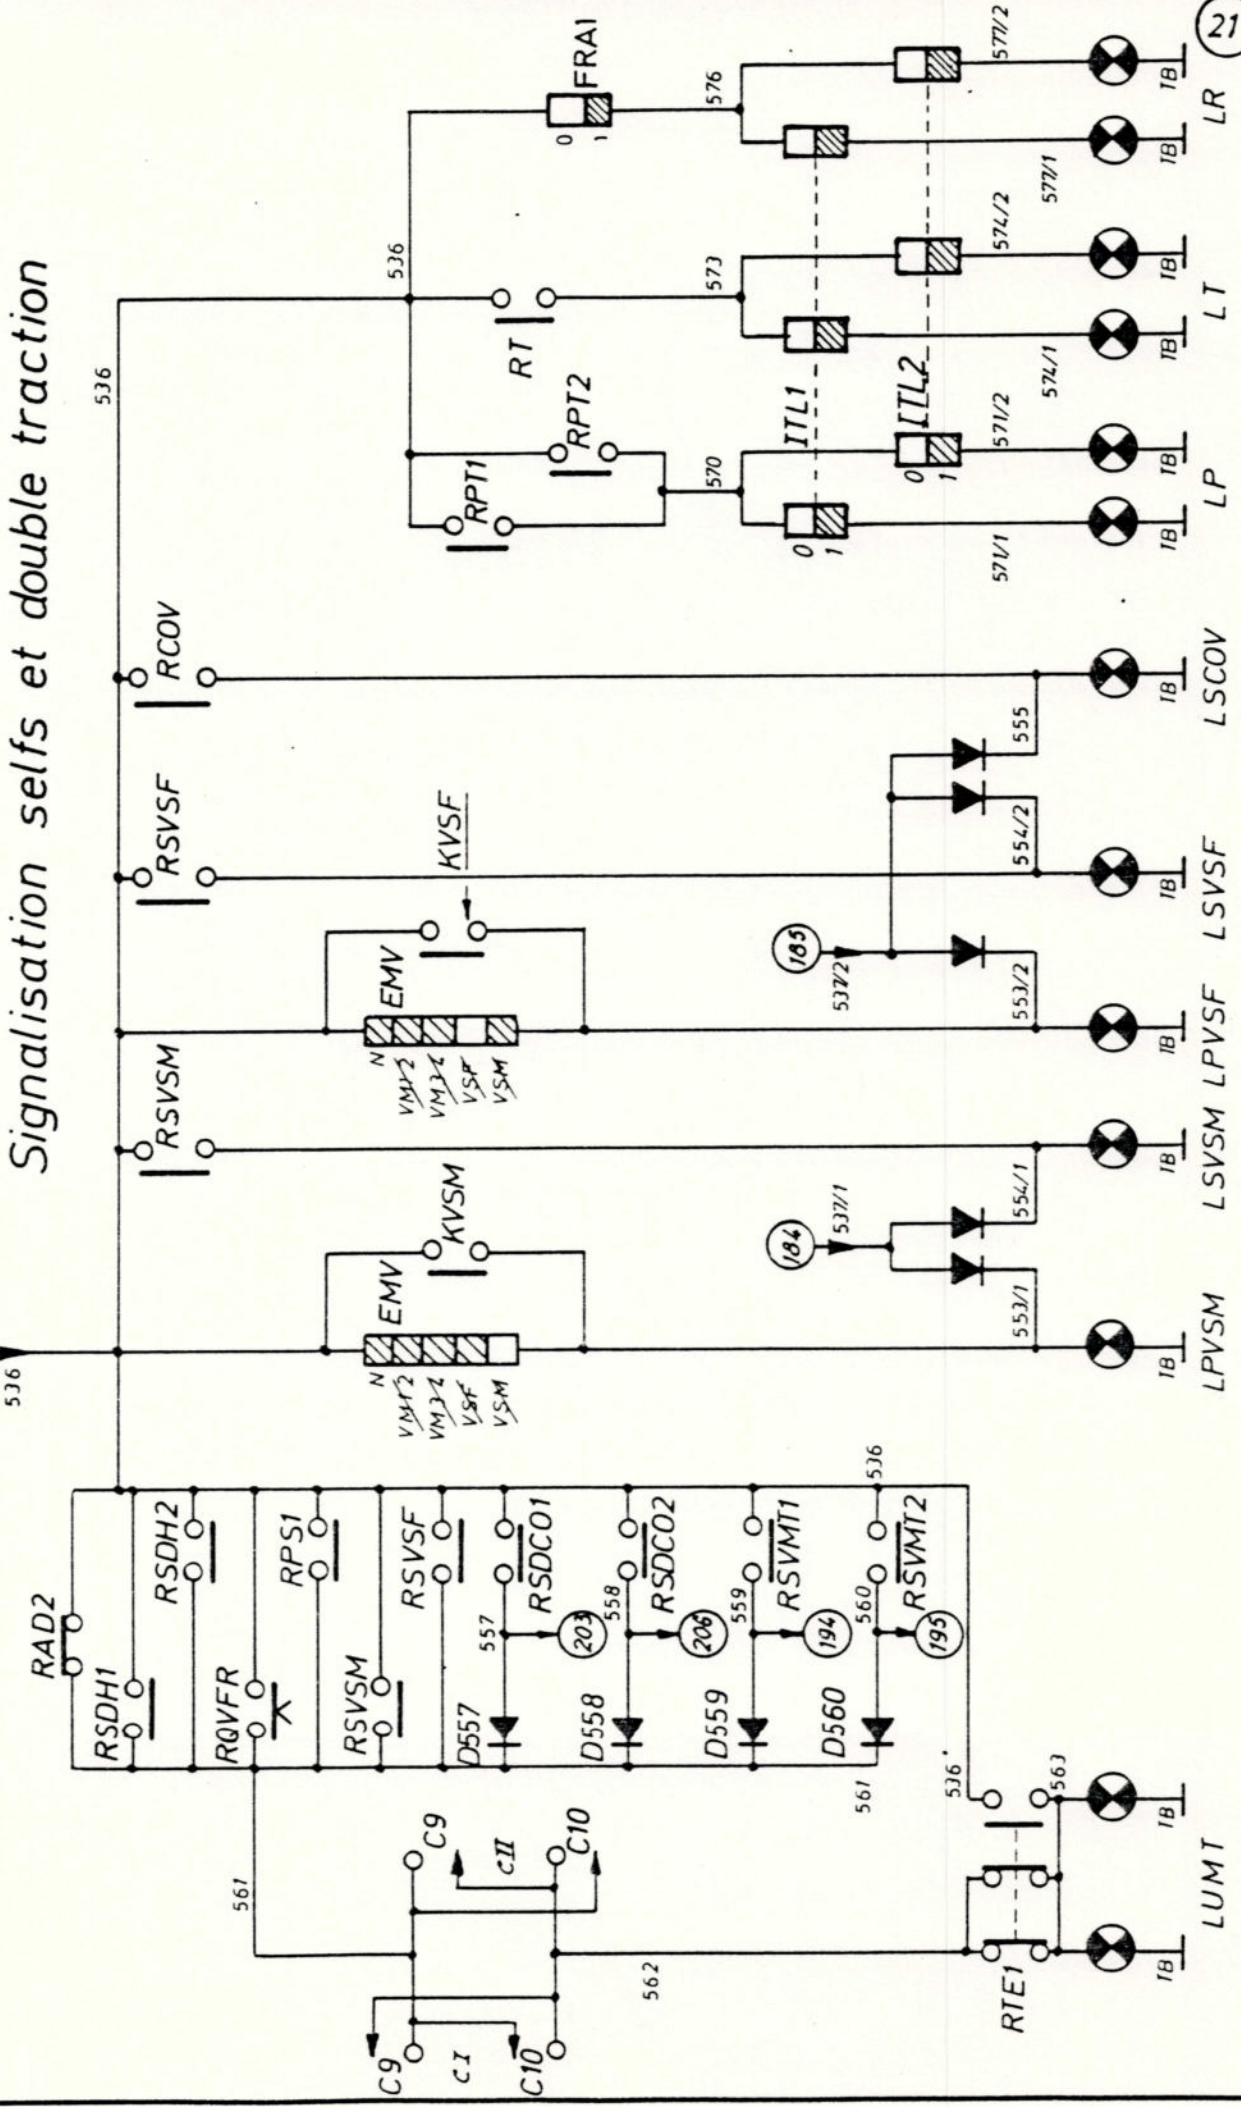 Signalisation selfs et double traction
21
536
536
536
RAD2
RSDH1
RSDH2
RQVFR
RPS1
RSVSM
RSVSF
D557
557
RSDCO1
203
D558
558
RSDCO2
206
D559
559
RSVMT1
194
D560
560
RSVMT2
195
536
561
561
C9
C9
cI
cII
C10
C10
562
536
563
RTE1
1B
1B
LUMT
EMV
N
VM12
VM32
VSF
VSM
KVSM
184
537/1
553/1
554/1
1B
LPVSM
RSVSM
1B
LSVSM
EMV
N
VM12
VM32
VSF
VSM
KVSF
185
537/2
553/2
554/2
555
1B
LPVSF
RSVSF
1B
LSVSF
RCOV
1B
LSCOV
RPT1
RPT2
570
ITL1
0
1
ITL2
0
1
571/1
571/2
1B
1B
LP
RT
573
574/1
574/2
1B
1B
LT
FRA1
0
1
576
577/1
577/2
1B
1B
LR